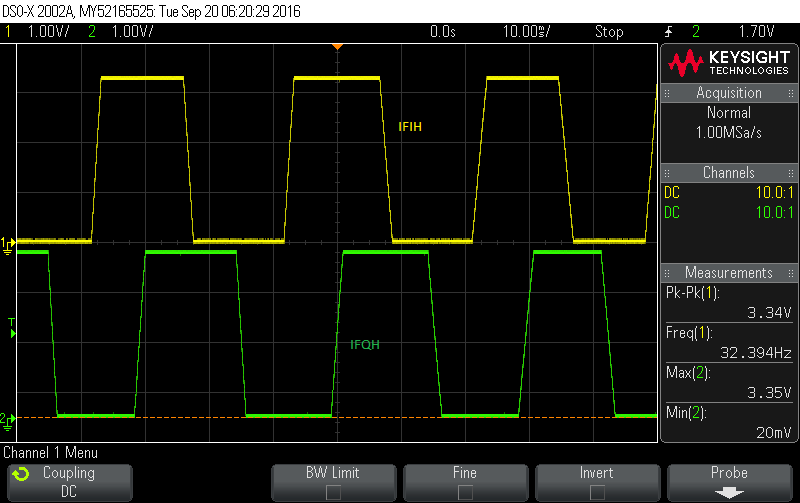 DSO-X 2002A, MY52165525: Tue Sep 20 06:20:29 2016
1 1.00V/ 2 1.00V/ 0.0s 10.00ms/ Stop 2 1.70V
KEYSIGHT
TECHNOLOGIES
Acquisition
Normal
1.00MSa/s
Channels
DC 10.0:1
DC 10.0:1
Measurements
Pk-Pk(1):
3.34V
Freq(1):
32.394Hz
Max(2):
3.35V
Min(2):
20mV
IFIH
1
T
IFQH
2
Channel 1 Menu
Coupling
DC
BW Limit
Fine
Invert
Probe